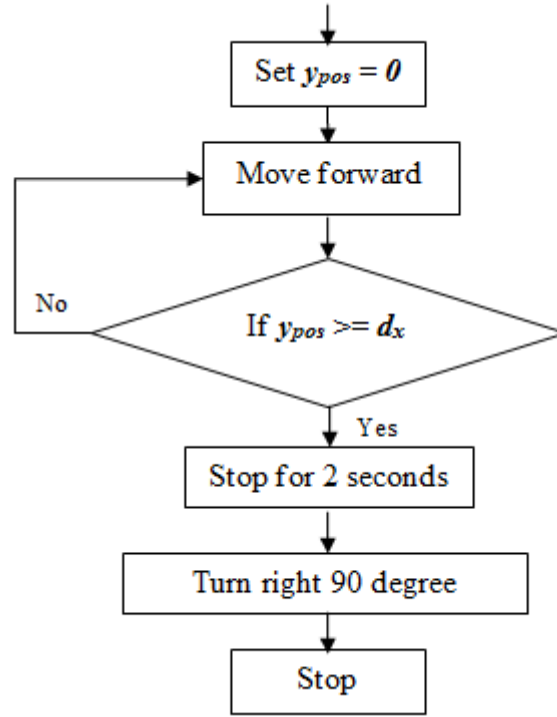 Set ypos = 0
Move forward
No
If ypos >= dx
Yes
Stop for 2 seconds
Turn right 90 degree
Stop